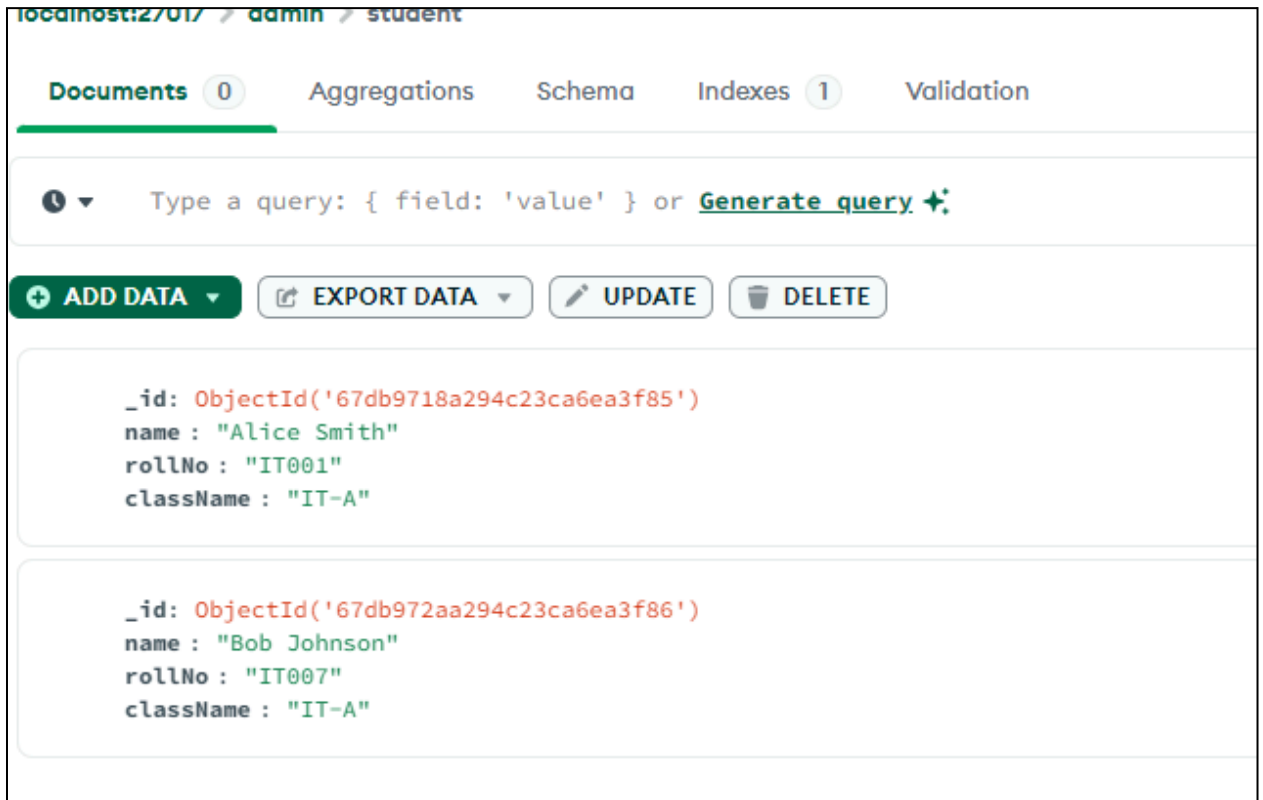 localhost:27017 > admin > student
Documents 0 Aggregations Schema Indexes 1 Validation
Type a query: { field: 'value' } or Generate query
ADD DATA EXPORT DATA UPDATE DELETE
_id: ObjectId('67db9718a294c23ca6ea3f85')
name : "Alice Smith"
rollNo : "IT001"
className : "IT-A"
_id: ObjectId('67db972aa294c23ca6ea3f86')
name : "Bob Johnson"
rollNo : "IT007"
className : "IT-A"